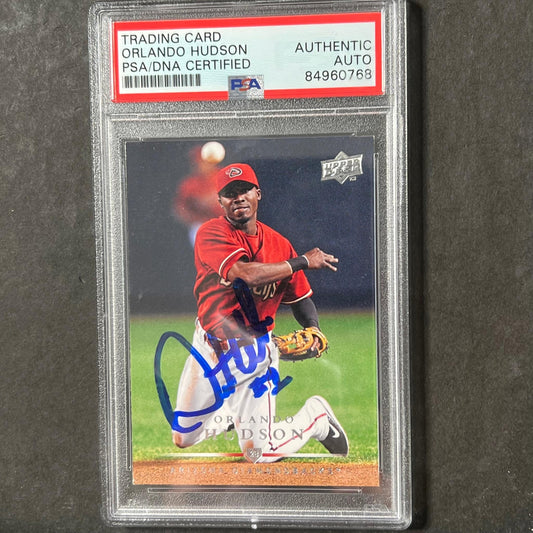 TRADING CARD
ORLANDO HUDSON
PSA/DNA CERTIFIED
AUTHENTIC
AUTO
84960768
PSA
UPPER
DECK
ORLANDO
HUDSON